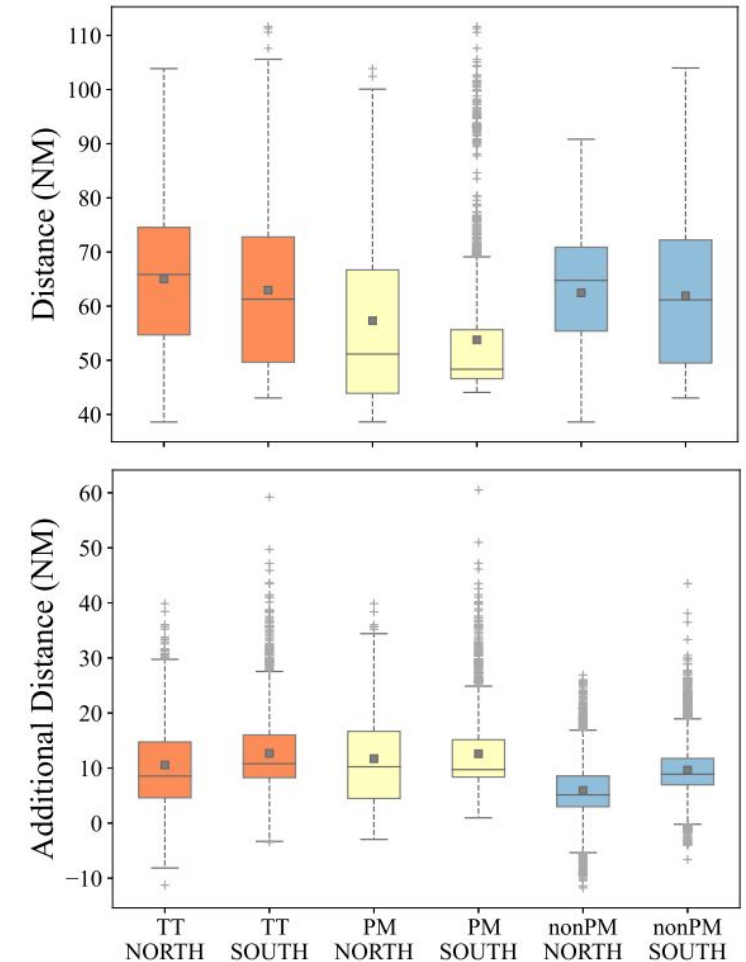 Distance (NM)
110
100
90
80
70
60
50
40
Additional Distance (NM)
60
50
40
30
20
10
0
−10
TT
NORTH
TT
SOUTH
PM
NORTH
PM
SOUTH
nonPM
NORTH
nonPM
SOUTH